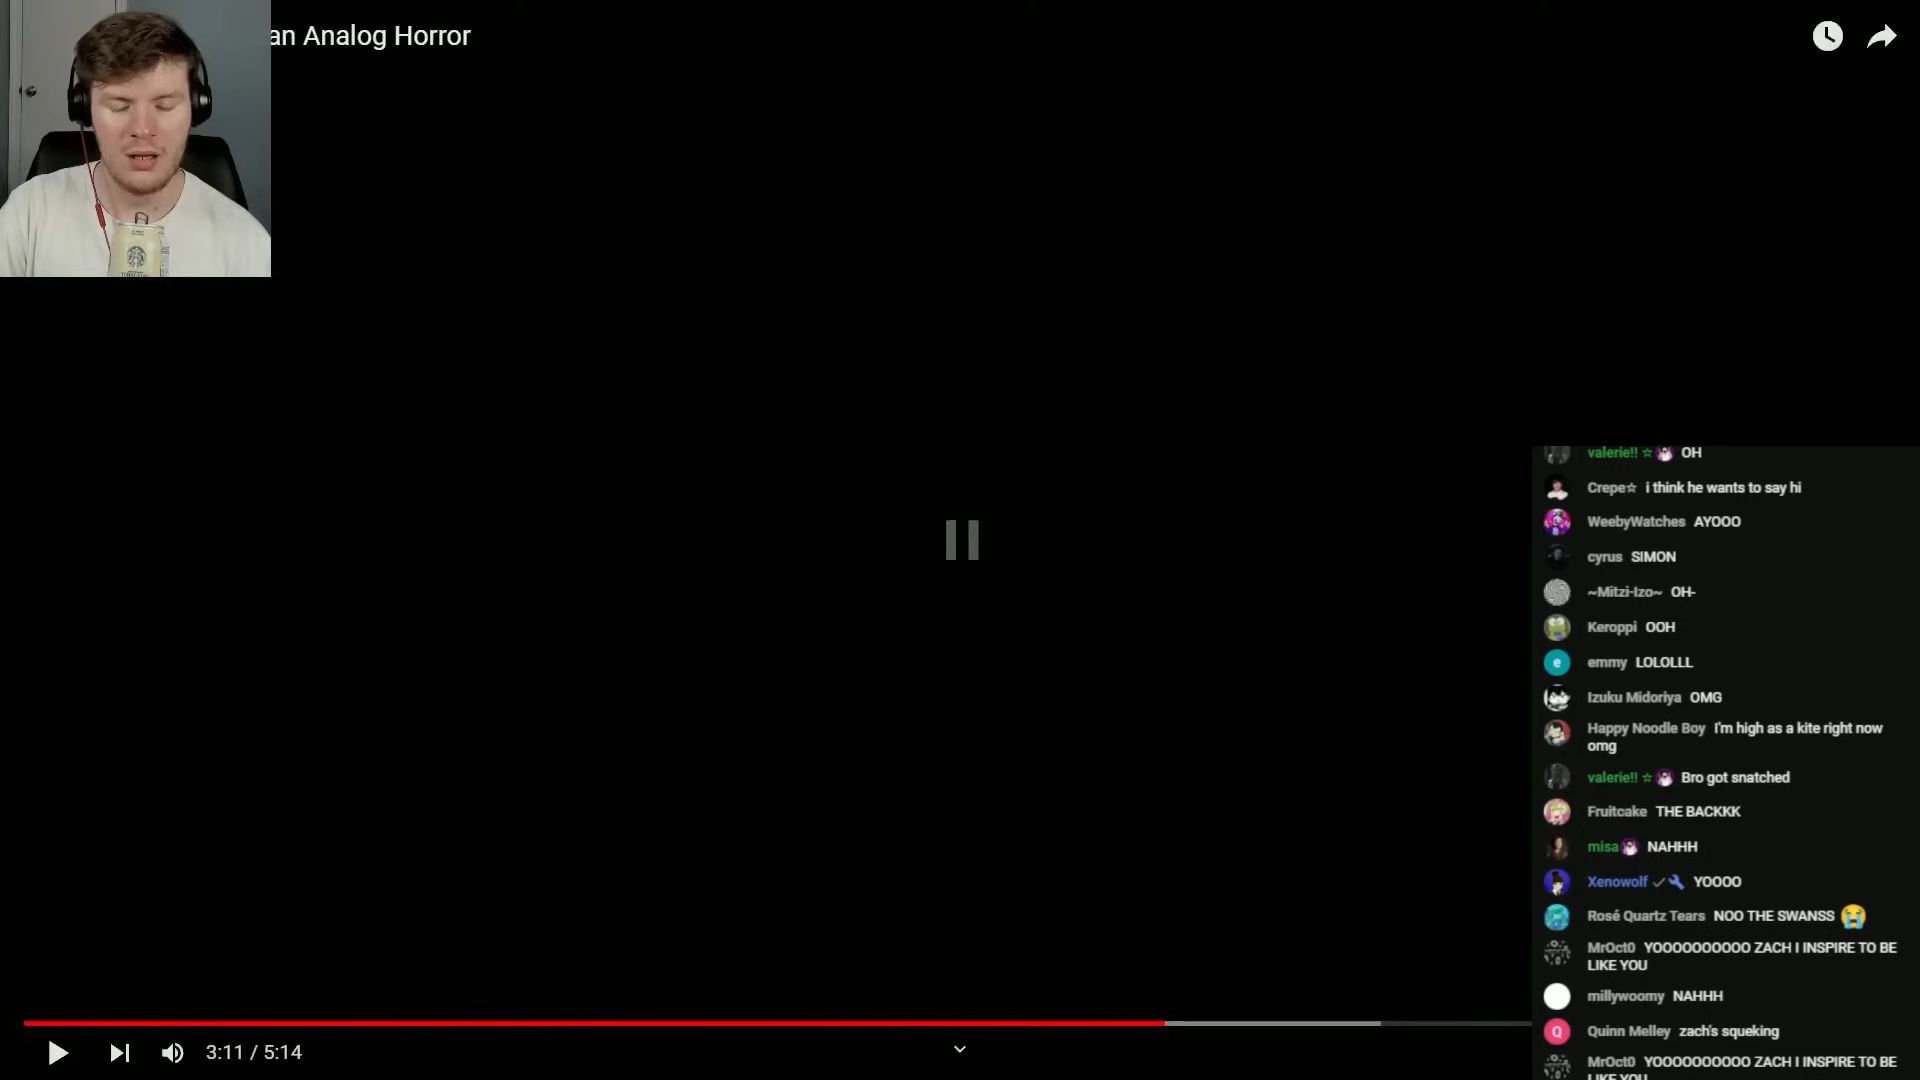 an Analog Horror
valerie!! ☆ OH
Crepe☆ i think he wants to say hi
WeebyWatches AYOOO
cyrus SIMON
~Mitzi-Izo~ OH-
Keroppi OOH
e emmy LOLOLLL
Izuku Midoriya OMG
Happy Noodle Boy I'm high as a kite right now
omg
valerie!! ☆ Bro got snatched
Fruitcake THE BACKKK
misa NAHHH
Xenowolf YOOOO
Rosé Quartz Tears NOO THE SWANSS 😭
MrOct0 YOOOOOOOOOO ZACH I INSPIRE TO BE
LIKE YOU
millywoomy NAHHH
Q Quinn Melley zach's squeking
MrOct0 YOOOOOOOOOO ZACH I INSPIRE TO BE
LIKE YOU
3:11 / 5:14